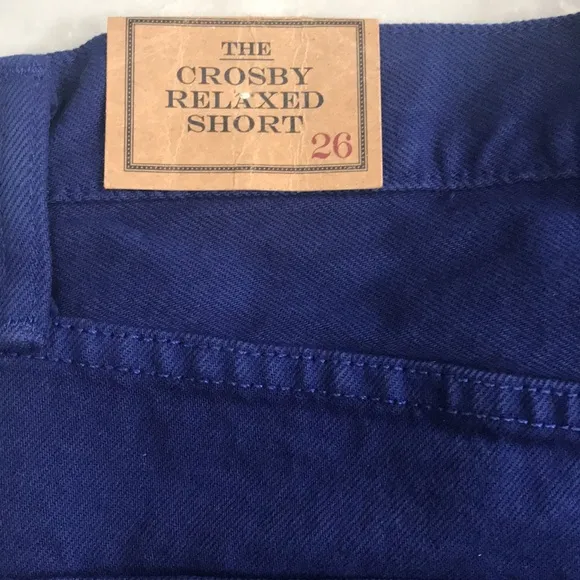 THE
CROSBY
RELAXED
SHORT
26